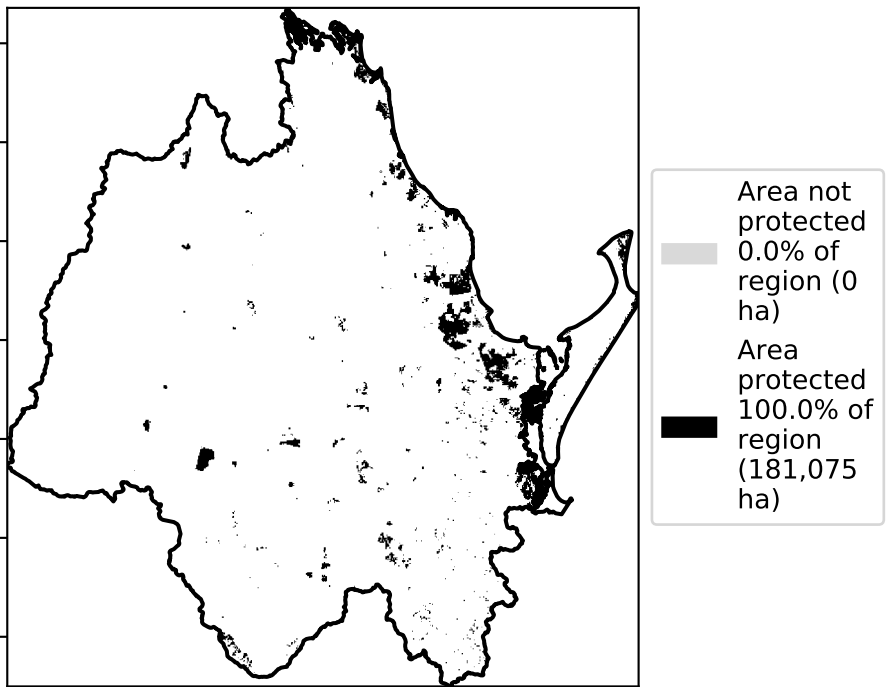 Area not
protected
0.0% of
region (0
ha)
Area
protected
100.0% of
region
(181,075
ha)